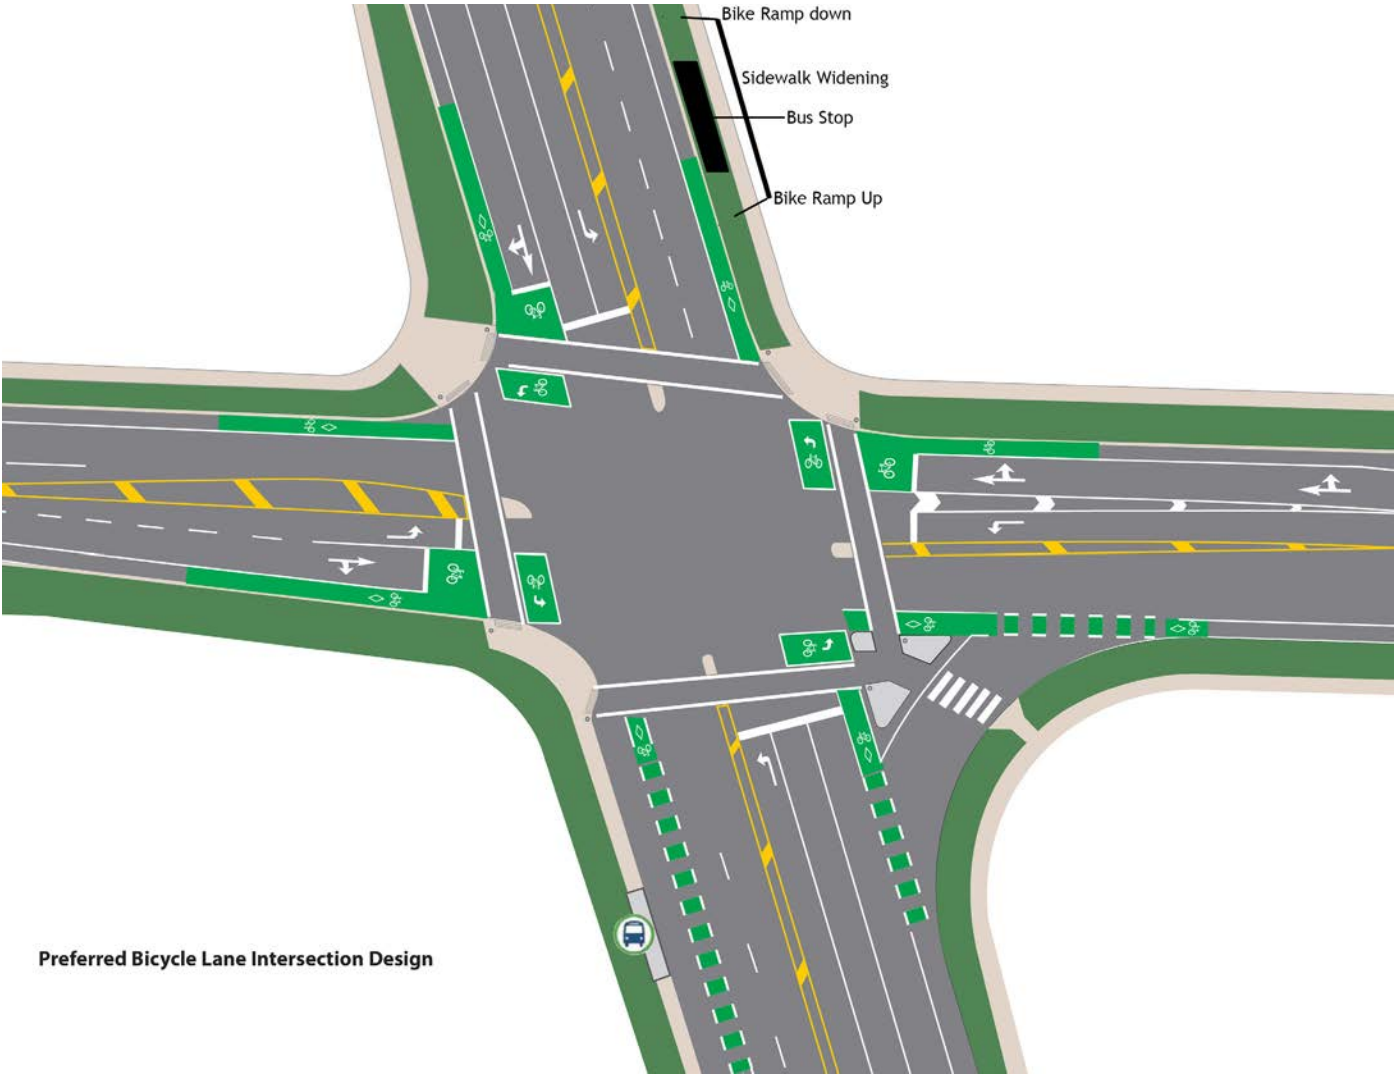 Bike Ramp down
Sidewalk Widening
Bus Stop
Bike Ramp Up
Preferred Bicycle Lane Intersection Design